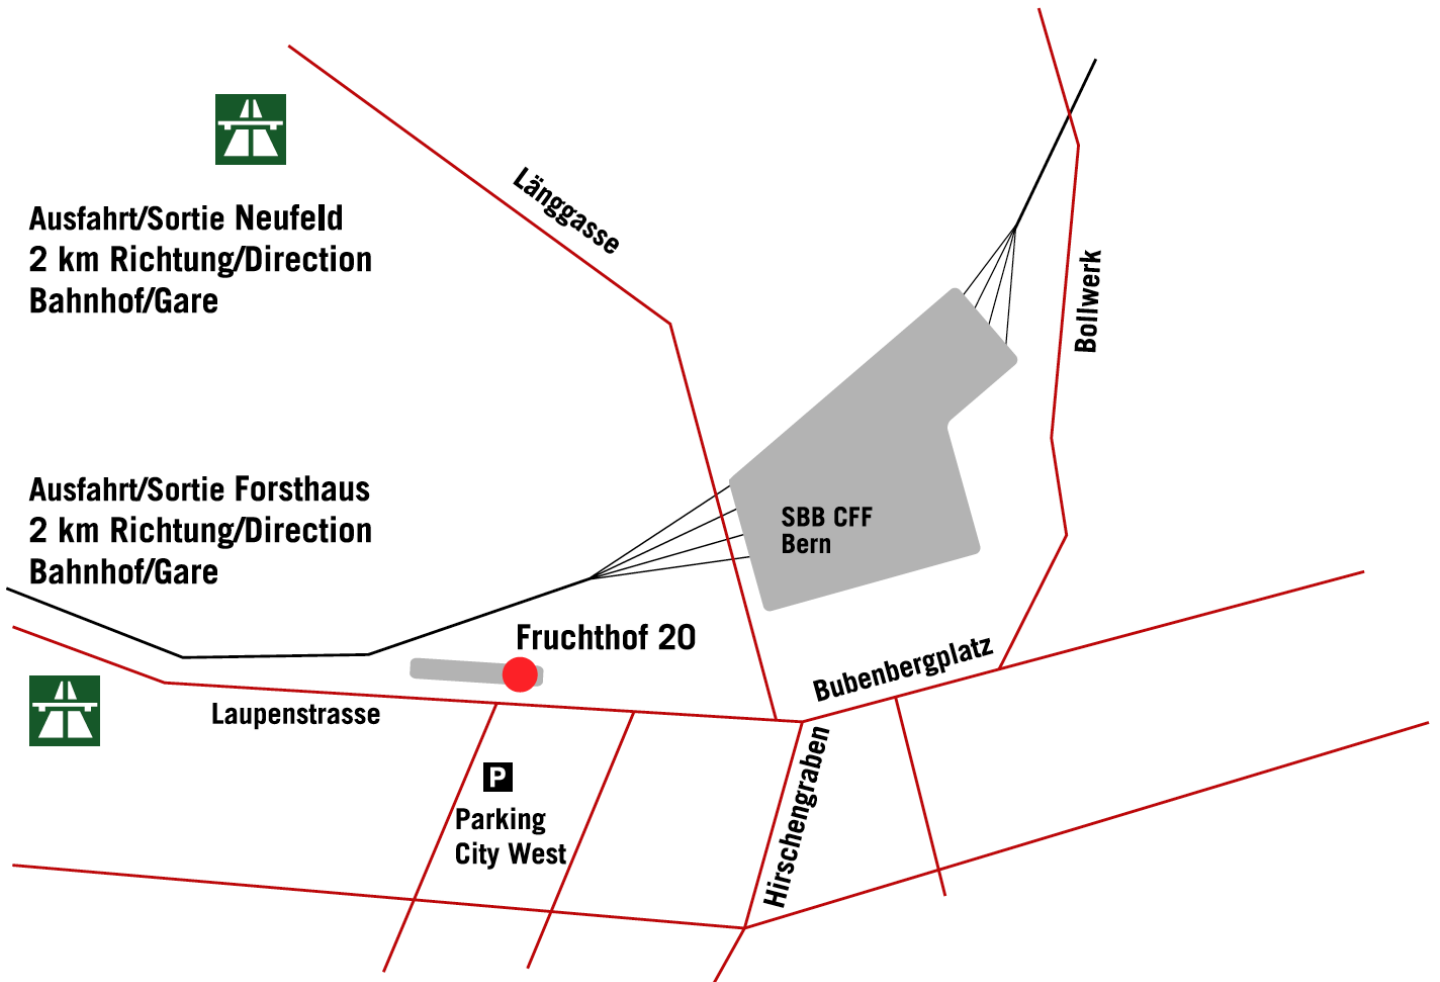 Länggasse
Ausfahrt/Sortie Neufeld
2 km Richtung/Direction
Bahnhof/Gare
Bollwerk
Ausfahrt/Sortie Forsthaus
2 km Richtung/Direction
Bahnhof/Gare
SBB CFF
Bern
Fruchthof 20
Bubenbergplatz
Laupenstrasse
Hirschengraben
P
Parking
City West